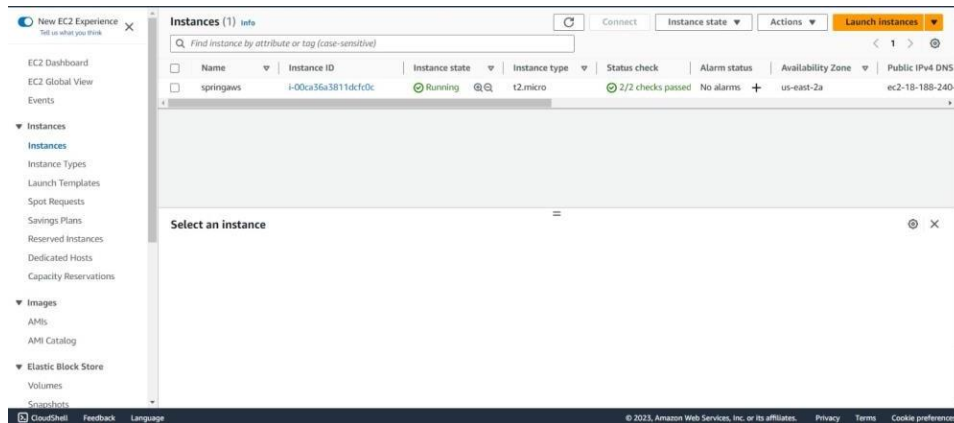 New EC2 Experience
Tell us what you think
EC2 Dashboard
EC2 Global View
Events
Instances
Instances
Instance Types
Launch Templates
Spot Requests
Savings Plans
Reserved Instances
Dedicated Hosts
Capacity Reservations
Images
AMIs
AMI Catalog
Elastic Block Store
Volumes
Snapshots
Instances (1) Info
Connect Instance state Actions Launch instances
Find instance by attribute or tag (case-sensitive)
1
Name Instance ID Instance state Instance type Status check Alarm status Availability Zone Public IPv4 DNS
springaws i-00ca36a3811dcfc0c Running t2.micro 2/2 checks passed No alarms + us-east-2a ec2-18-188-240-
Select an instance
CloudShell Feedback Language © 2023, Amazon Web Services, Inc. or its affiliates. Privacy Terms Cookie preferences